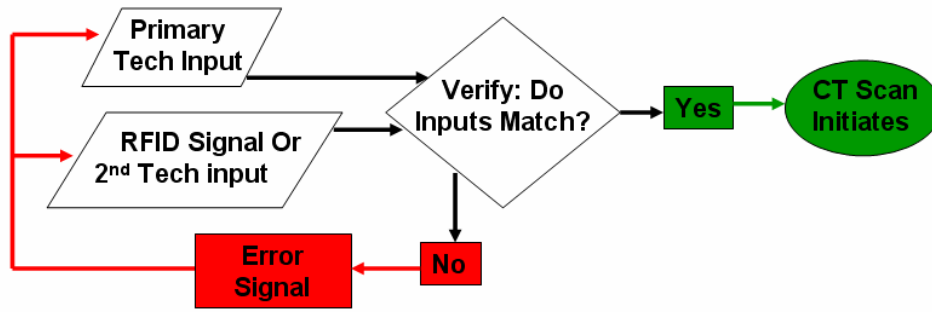 Primary
Tech Input
RFID Signal Or
2nd Tech input
Verify: Do
Inputs Match?
Yes
CT Scan
Initiates
No
Error
Signal